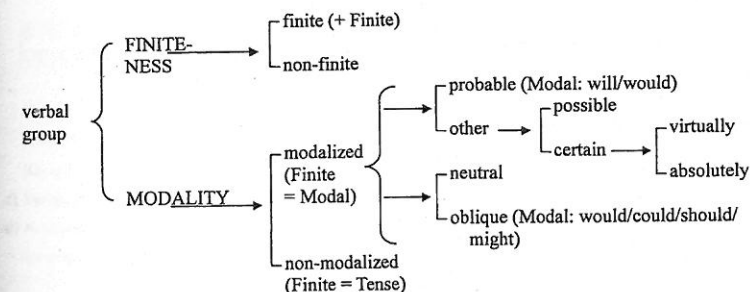 finite (+ Finite)
FINITE-
NESS
non-finite
probable (Modal: will/would)
possible
verbal
group
other
virtually
certain
modalized
(Finite
= Modal)
neutral
absolutely
MODALITY
oblique (Modal: would/could/should/
might)
non-modalized
(Finite = Tense)